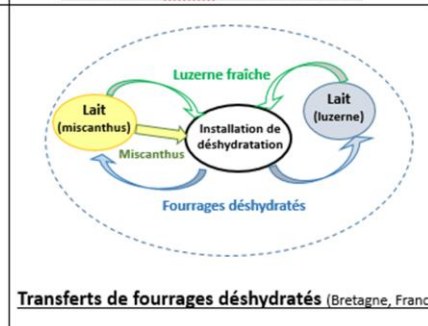 Luzerne fraîche
Lait
(miscanthus)
Lait
(luzerne)
Installation de
déshydratation
Miscanthus
Fourrages déshydratés
Transferts de fourrages déshydratés (Bretagne,